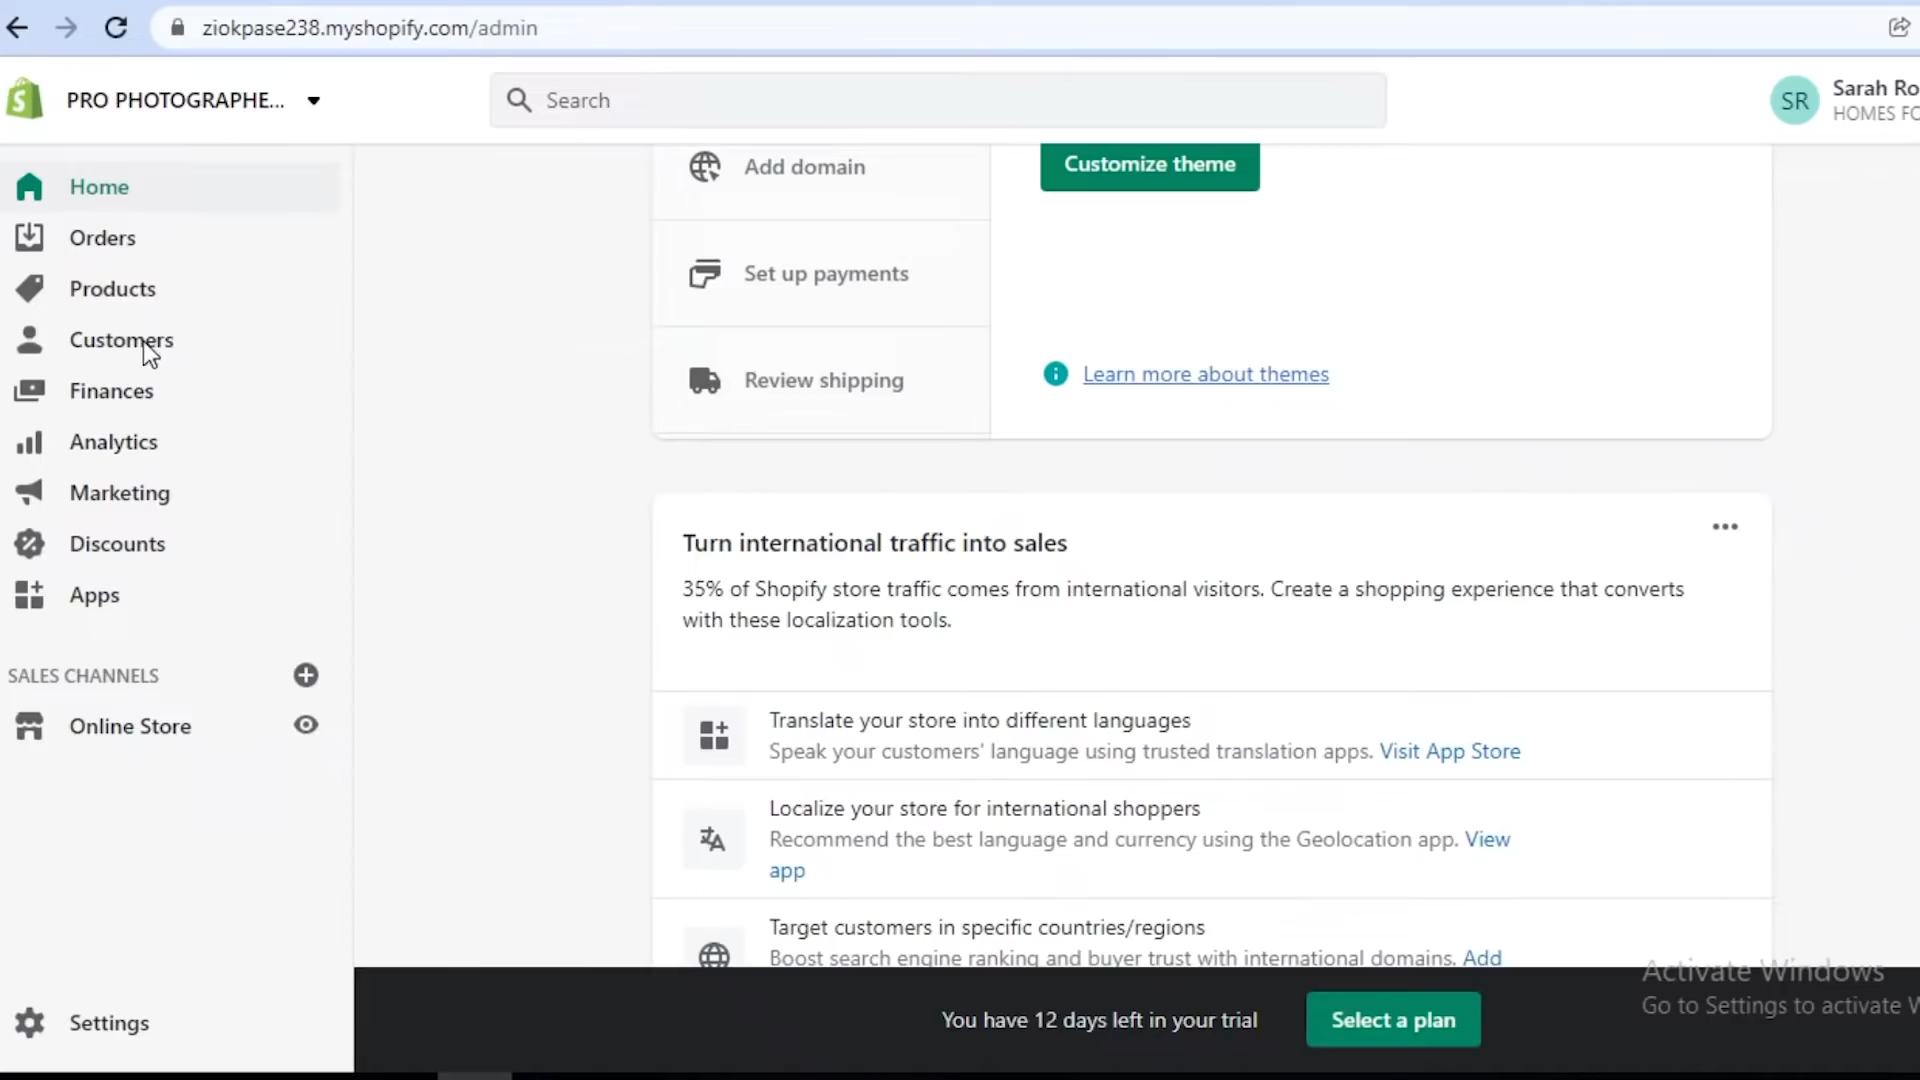 ziokpase238.myshopify.com/admin
PRO PHOTOGRAPHE...
Search
SR
Sarah Ro
HOMES FO
Home
Orders
Products
Customers
Finances
Analytics
Marketing
Discounts
Apps
SALES CHANNELS
Online Store
Settings
Add domain
Set up payments
Review shipping
Customize theme
Learn more about themes
Turn international traffic into sales
35% of Shopify store traffic comes from international visitors. Create a shopping experience that converts
with these localization tools.
Translate your store into different languages
Speak your customers' language using trusted translation apps. Visit App Store
Localize your store for international shoppers
Recommend the best language and currency using the Geolocation app. View
app
Target customers in specific countries/regions
Boost search engine ranking and buyer trust with international domains. Add
You have 12 days left in your trial
Select a plan
Activate Windows
Go to Settings to activate W